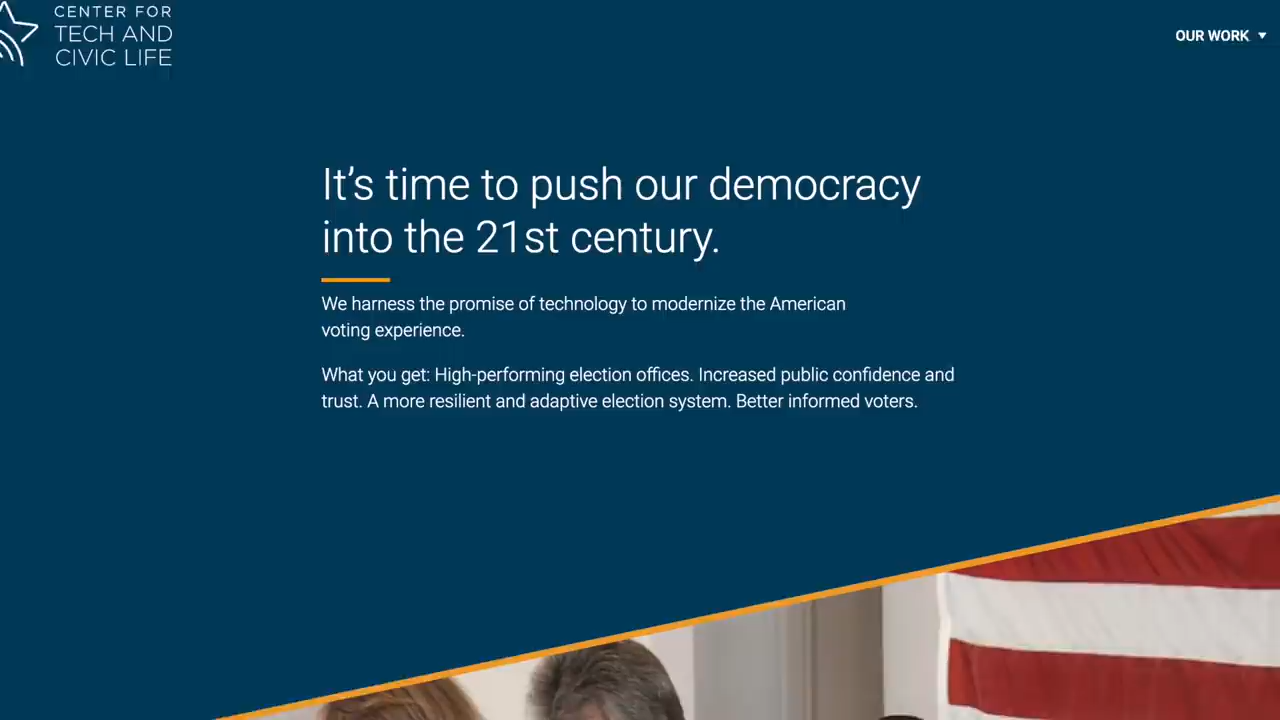 CENTER FOR
TECH AND
CIVIC LIFE
OUR WORK
It's time to push our democracy
into the 21st century.
We harness the promise of technology to modernize the American
voting experience.
What you get: High-performing election offices. Increased public confidence and
trust. A more resilient and adaptive election system. Better informed voters.